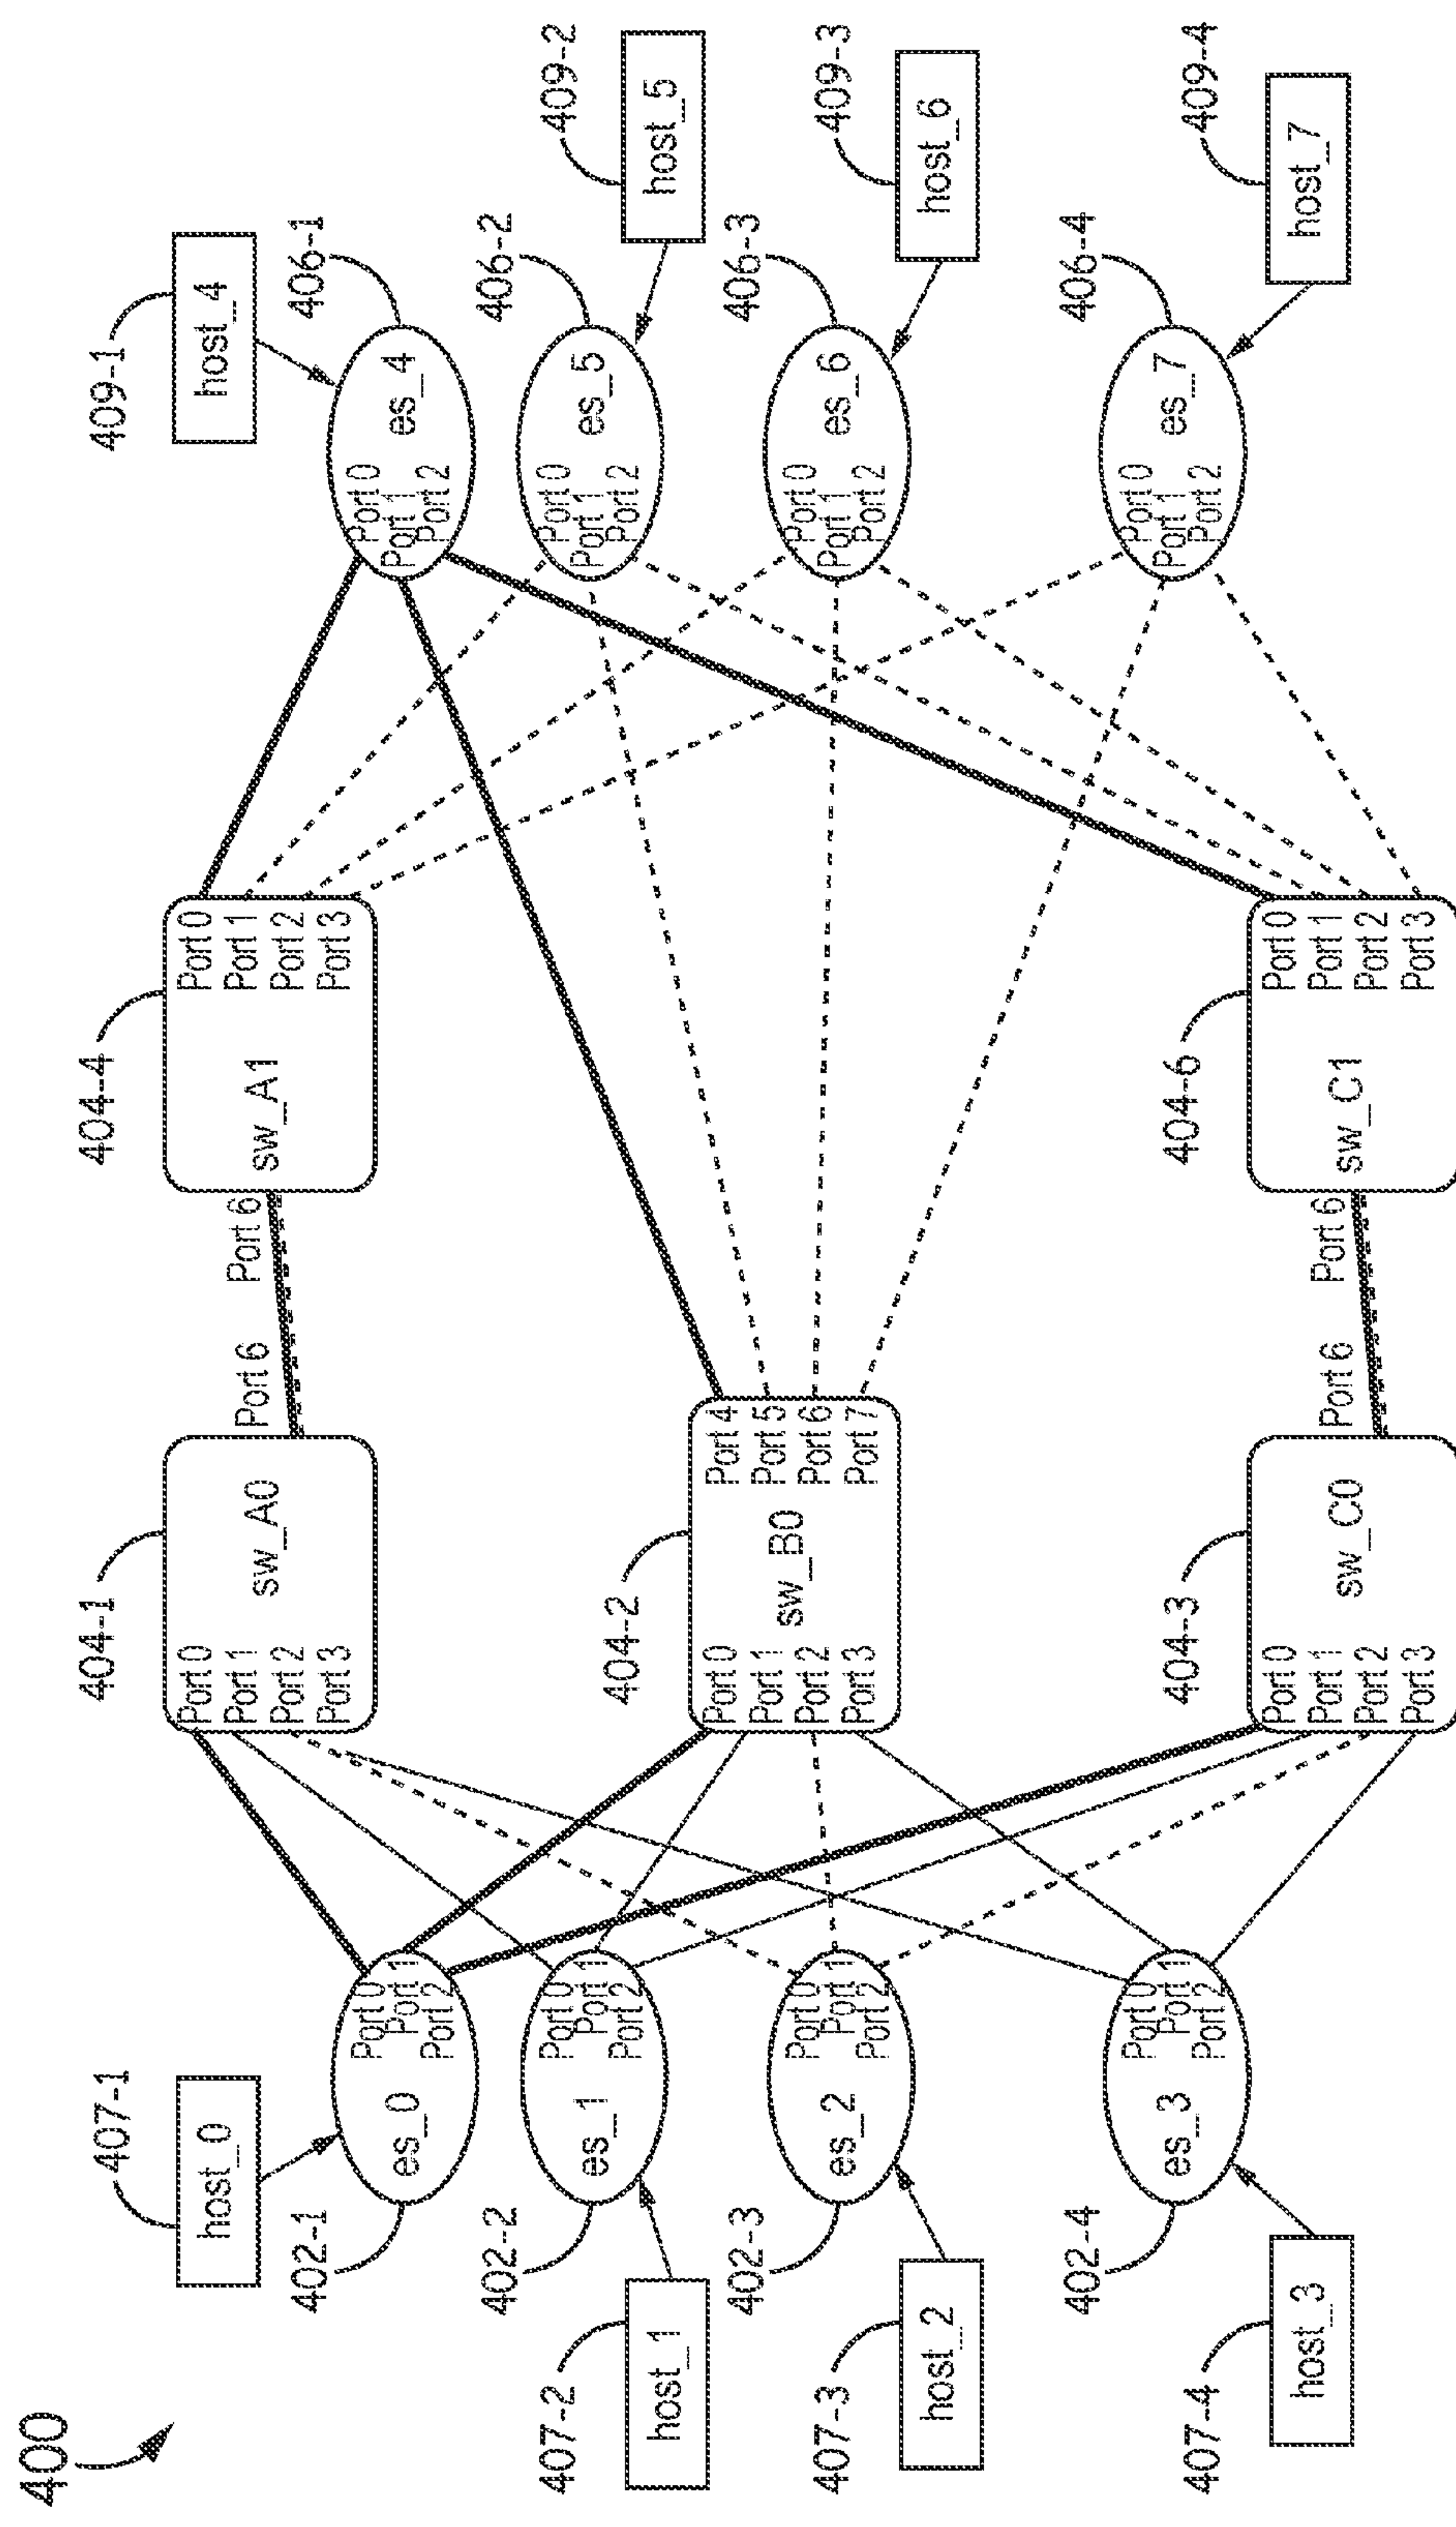 400
407-1
host_0
402-1
es_0
Port 0
Port 1
Port 2
407-2
host_1
402-2
es_1
Port 0
Port 1
Port 2
407-3
host_2
402-3
es_2
Port 0
Port 1
Port 2
407-4
host_3
402-4
es_3
Port 0
Port 1
Port 2
404-1
sw_A0
Port 0
Port 1
Port 2
Port 3
Port 6
404-2
sw_B0
Port 0
Port 1
Port 2
Port 3
Port 4
Port 5
Port 6
Port 7
404-3
sw_C0
Port 0
Port 1
Port 2
Port 3
Port 6
404-4
sw_A1
Port 6
Port 0
Port 1
Port 2
Port 3
404-6
sw_C1
Port 6
Port 0
Port 1
Port 2
Port 3
409-1
host_4
406-1
es_4
Port 0
Port 1
Port 2
409-2
host_5
406-2
es_5
Port 0
Port 1
Port 2
409-3
host_6
406-3
es_6
Port 0
Port 1
Port 2
409-4
host_7
406-4
es_7
Port 0
Port 1
Port 2